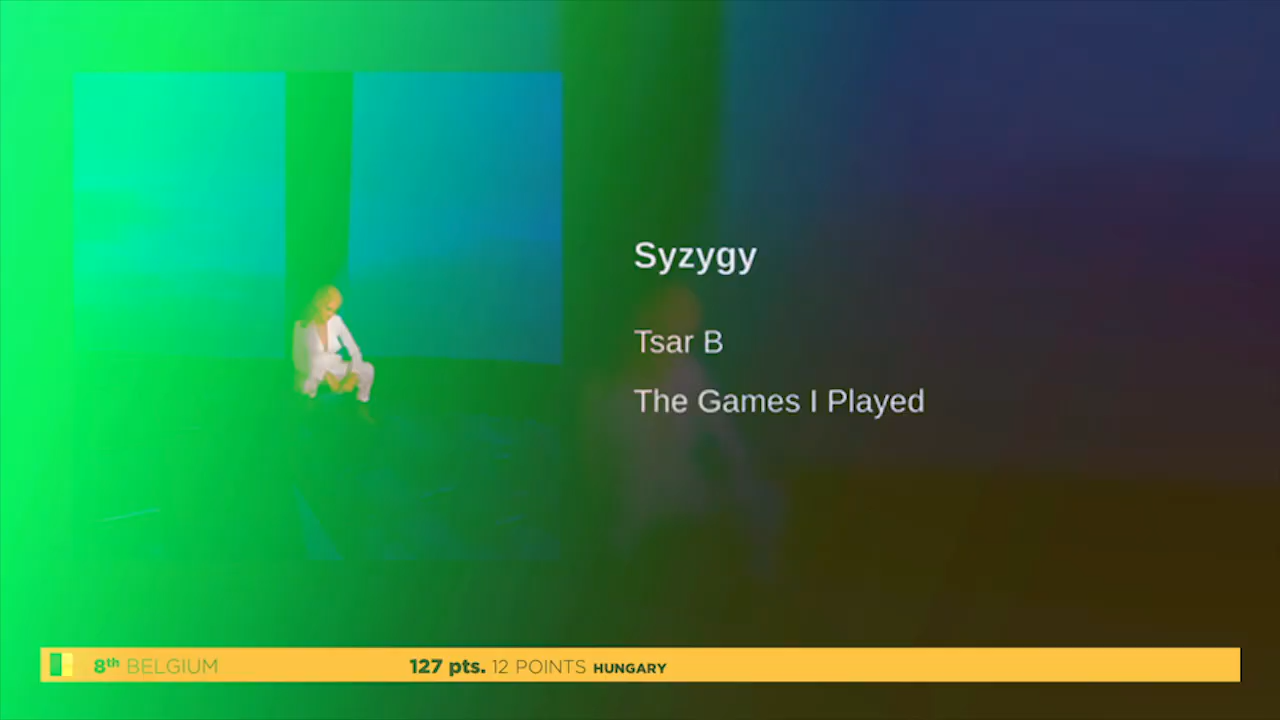 Syzygy
Tsar B
The Games I Played
8th BELGIUM 127 pts. 12 POINTS HUNGARY